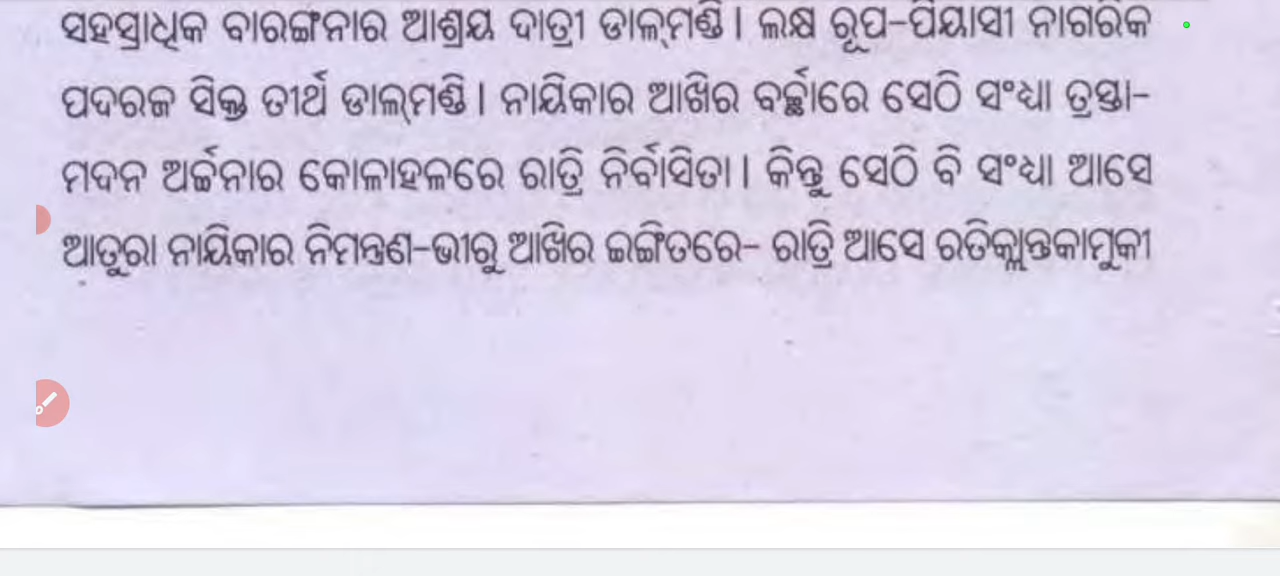 ସହସ୍ରାଧିକ ବାରଙ୍ଗନାର ଆଶ୍ରୟ ଦାତ୍ରୀ ଡାଲ୍‌ମଣ୍ଡି । ଲକ୍ଷ ରୂପ-ପିୟାସୀ ନାଗରିକ
ପଦରଜ ସିକ୍ତ ତୀର୍ଥ ଡାଲ୍‌ମଣ୍ଡି । ନାୟିକାର ଆଖିର ବର୍ଚ୍ଛାରେ ସେଠି ସଂଧ୍ୟା ତ୍ରସ୍ତା-
ମଦନ ଅର୍ଚ୍ଚନାର କୋଳାହଳରେ ରାତ୍ରି ନିର୍ବାସିତା । କିନ୍ତୁ ସେଠି ବି ସଂଧ୍ୟା ଆସେ
ଆତୁରା ନାୟିକାର ନିମନ୍ତ୍ରଣ-ଭୀରୁ ଆଖିର ଇଙ୍ଗିତରେ- ରାତ୍ରି ଆସେ ରତିକ୍ଲାନ୍ତକାମୁକୀ